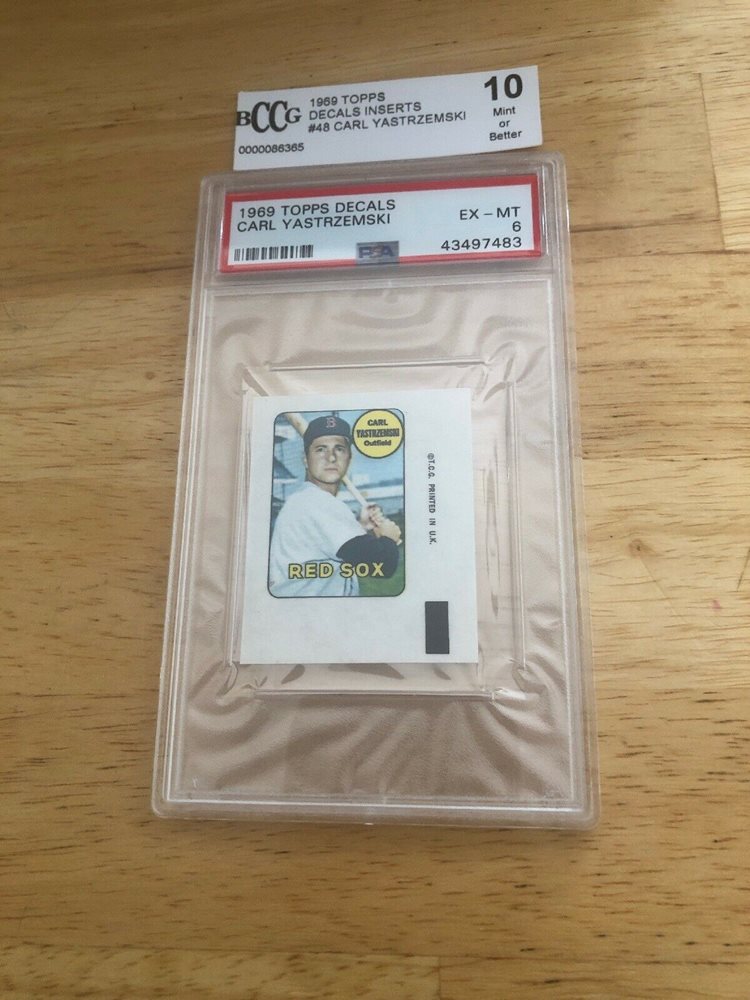 BCCG
1969 TOPPS
DECALS INSERTS
#48 CARL YASTRZEMSKI
0000086365
10
Mint
or
Better
1969 TOPPS DECALS
CARL YASTRZEMSKI
EX - MT
6
43497483
PSA
B
CARL
YASTRZEMSKI
Outfield
RED SOX
©T.C.G. PRINTED IN U.K.